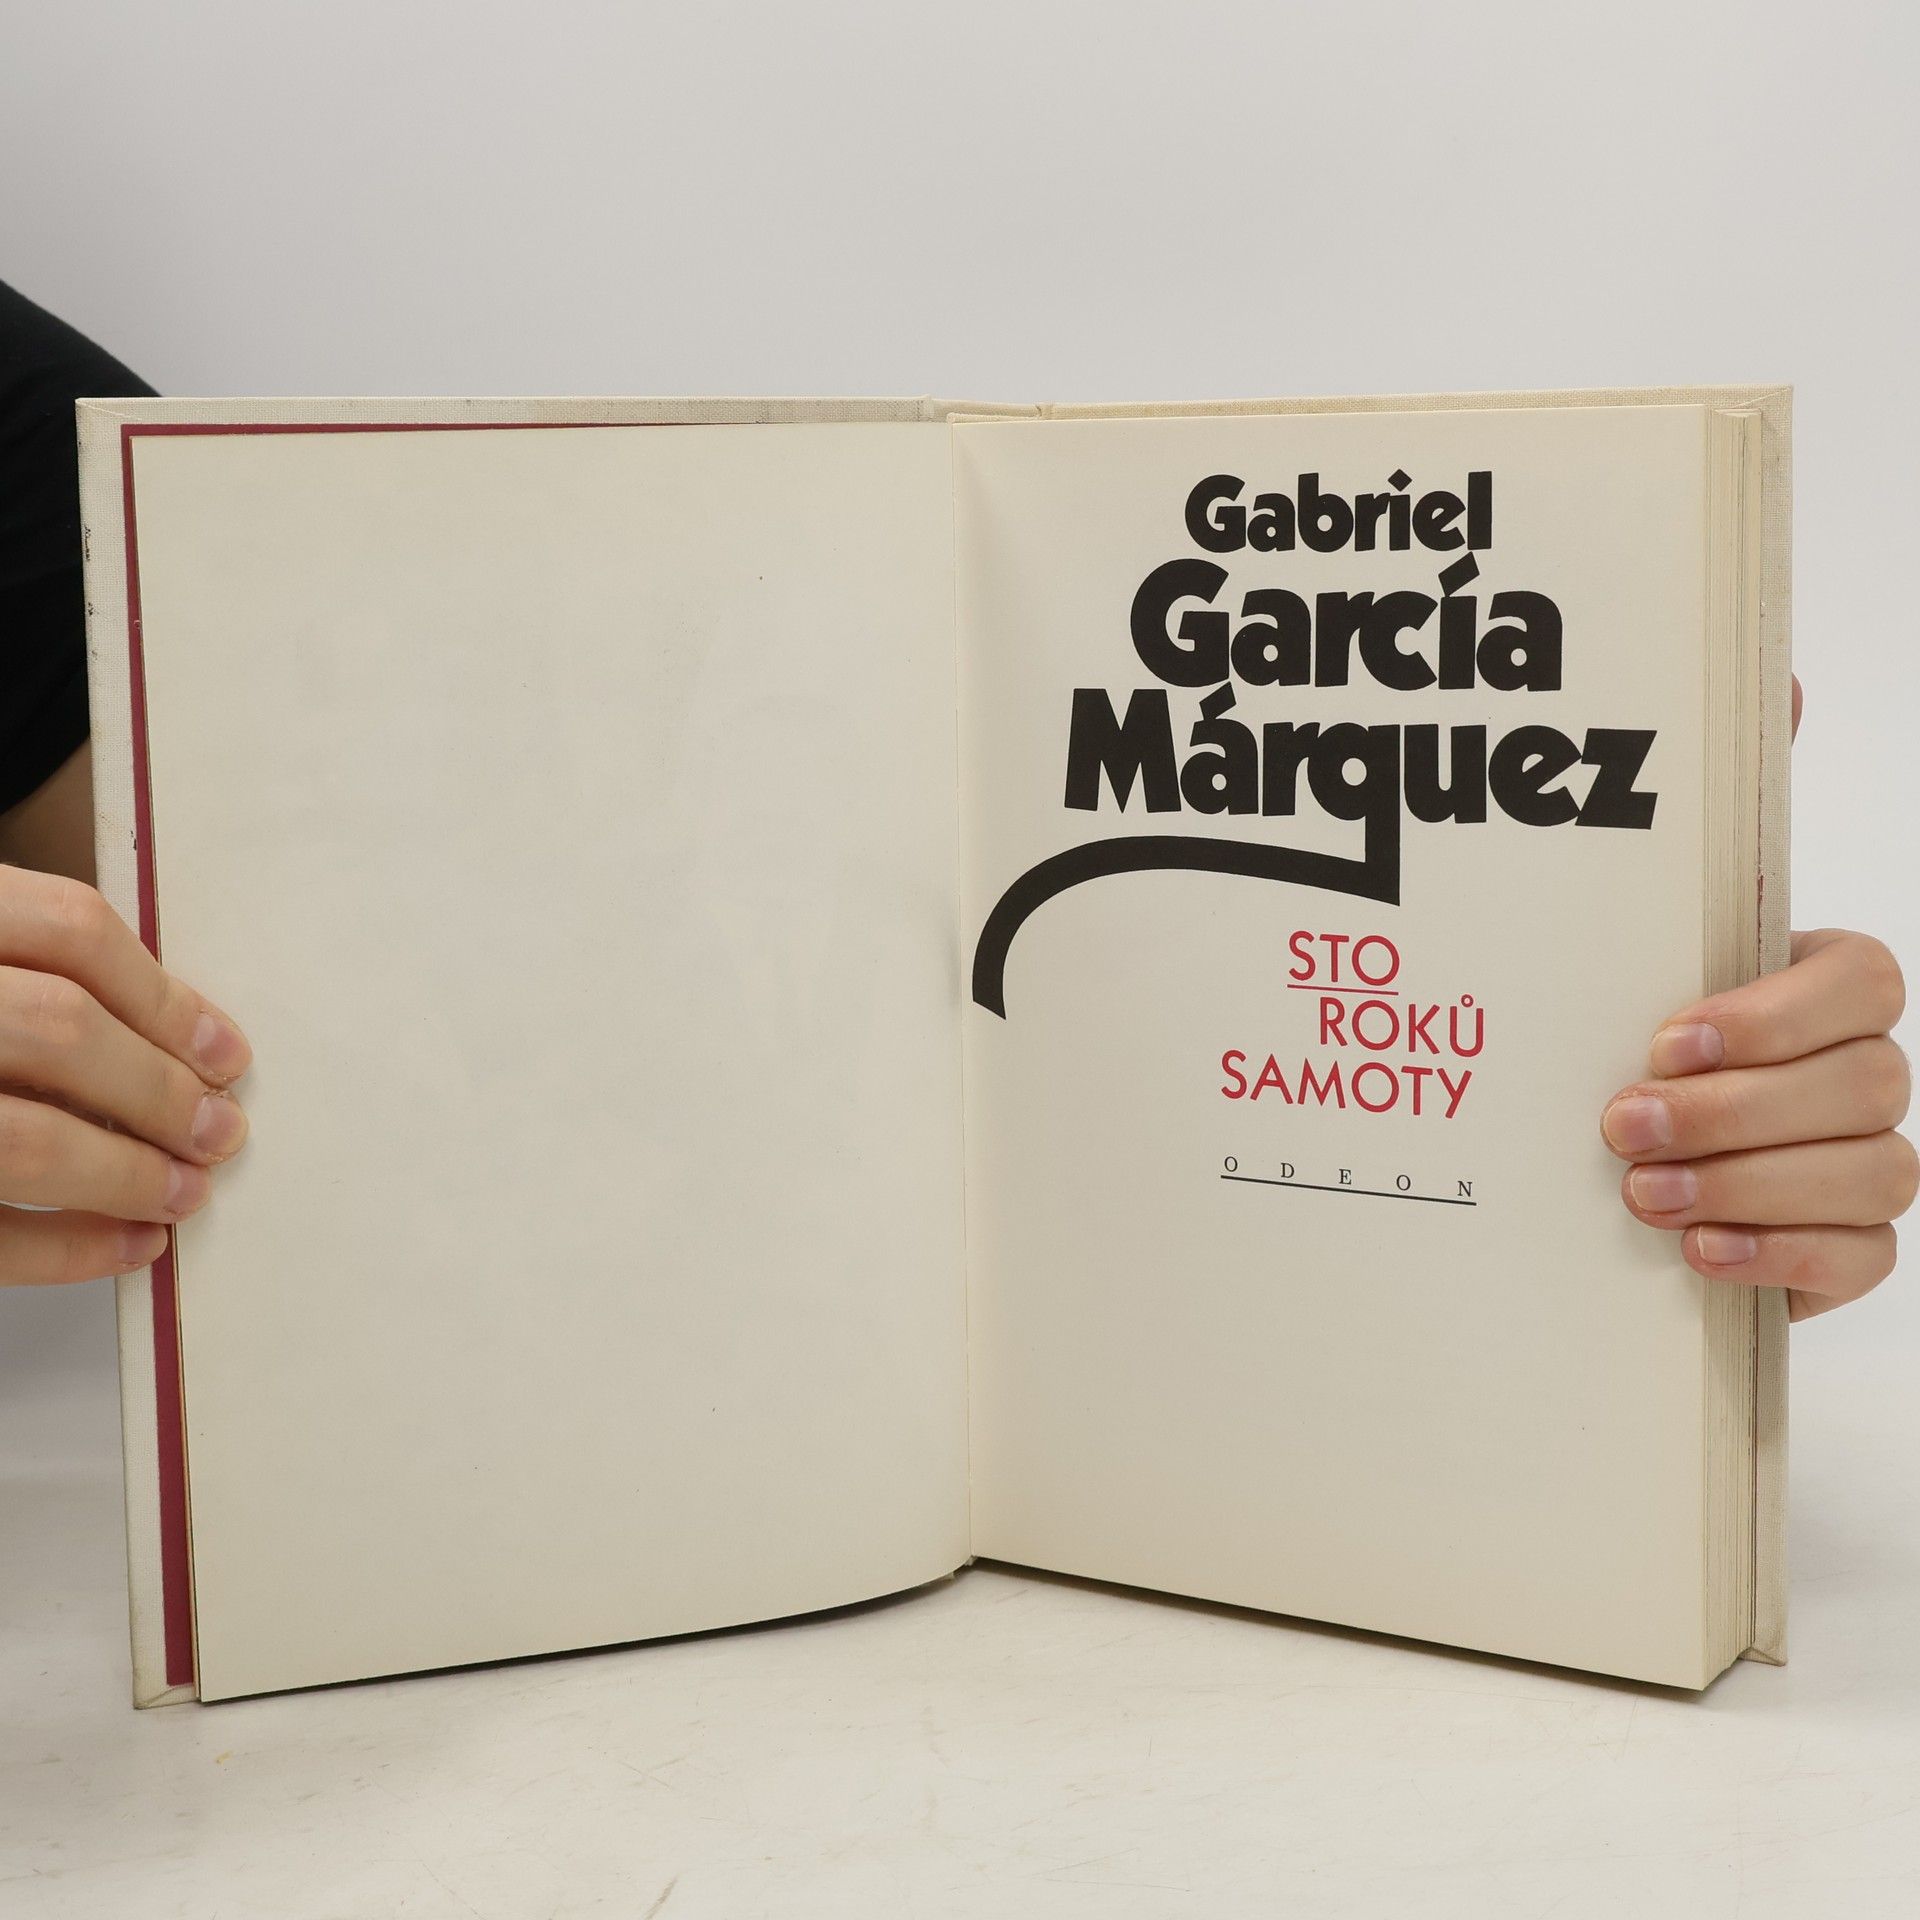 Gabriel
García
Márquez
STO
ROKŮ
SAMOTY
ODEON